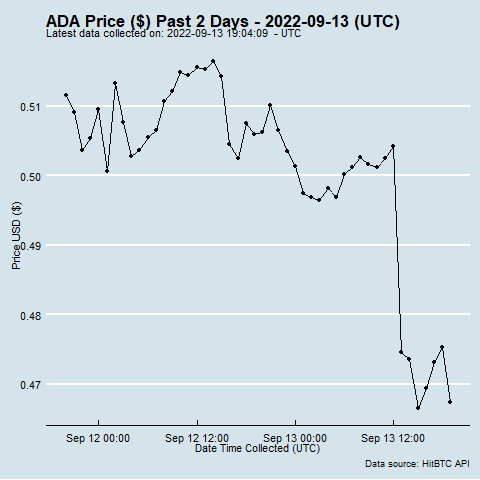 ADA Price ($) Past 2 Days - 2022-09-13 (UTC)
Latest data collected on: 2022-09-13 19:04:09  - UTC
0.51
0.50
0.49
0.48
0.47
Price USD ($)
Sep 12 00:00 Sep 12 12:00 Sep 13 00:00 Sep 13 12:00
Date Time Collected (UTC)
Data source: HitBTC API